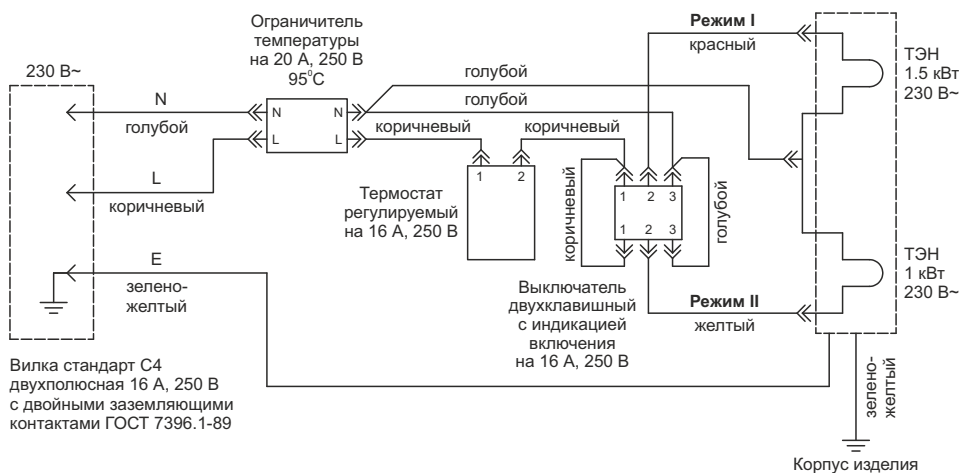 230 В~
N
голубой
L
коричневый
E
зелено-
желтый
Вилка стандарт С4
двухполюсная 16 А, 250 В
с двойными заземляющими
контактами ГОСТ 7396.1-89
Ограничитель
температуры
на 20 А, 250 В
95°С
N N
L L
голубой
голубой
коричневый
коричневый
1 2
Термостат
регулируемый
на 16 А, 250 В
коричневый
1 2 3
1 2 3
голубой
Выключатель
двухклавишный
с индикацией
включения
на 16 А, 250 В
Режим I
красный
Режим II
желтый
ТЭН
1.5 кВт
230 В~
ТЭН
1 кВт
230 В~
зелено-
желтый
Корпус изделия